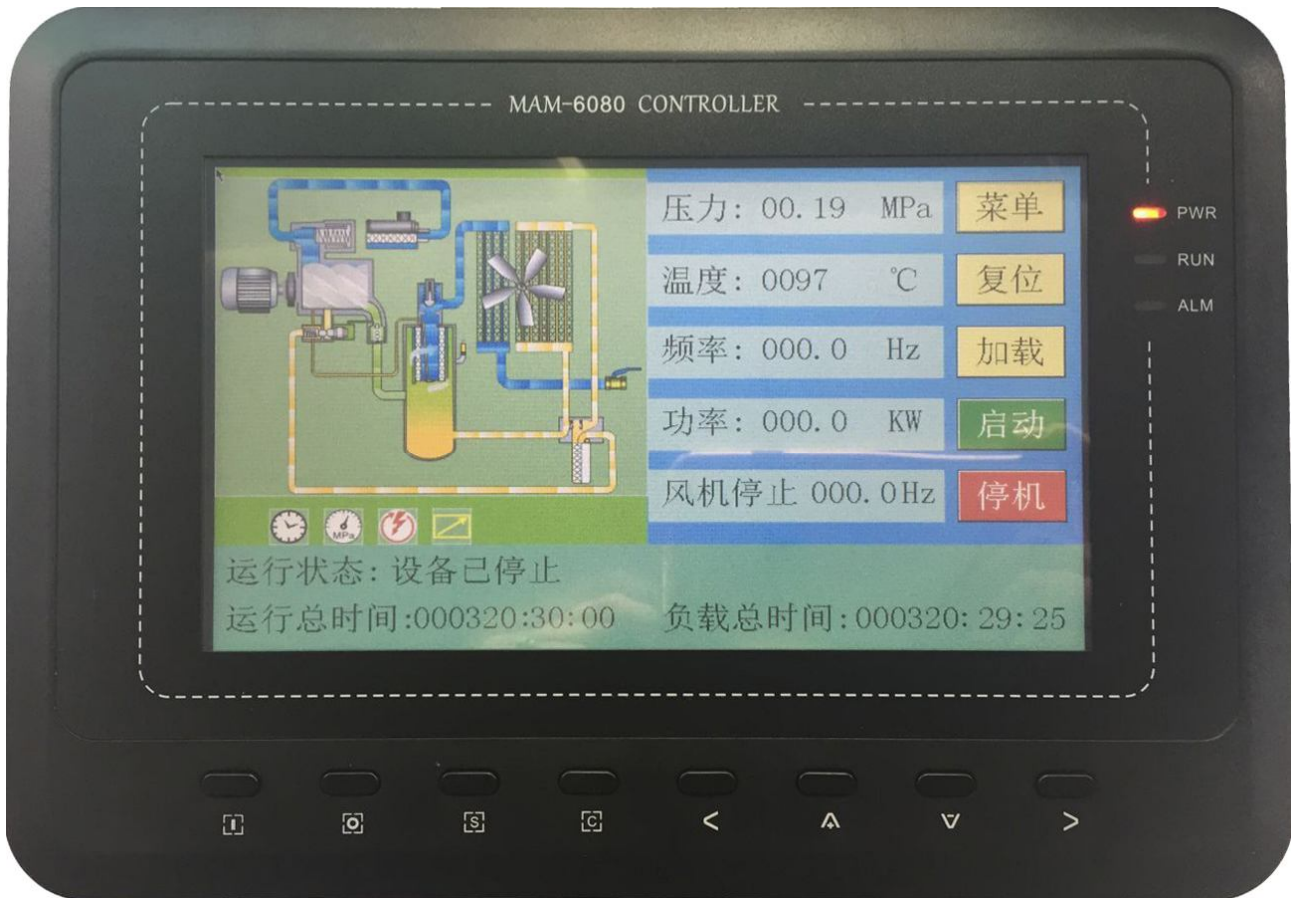 MAM-6080 CONTROLLER
压力: 00.19 MPa 菜单
温度: 0097 ℃ 复位
频率: 000.0 Hz 加载
功率: 000.0 KW 启动
风机停止 000.0Hz 停机
PWR
RUN
ALM
MPa
运行状态: 设备已停止
运行总时间:000320:30:00 负载总时间:000320:29:25
I O S C < ∧ ∨ >